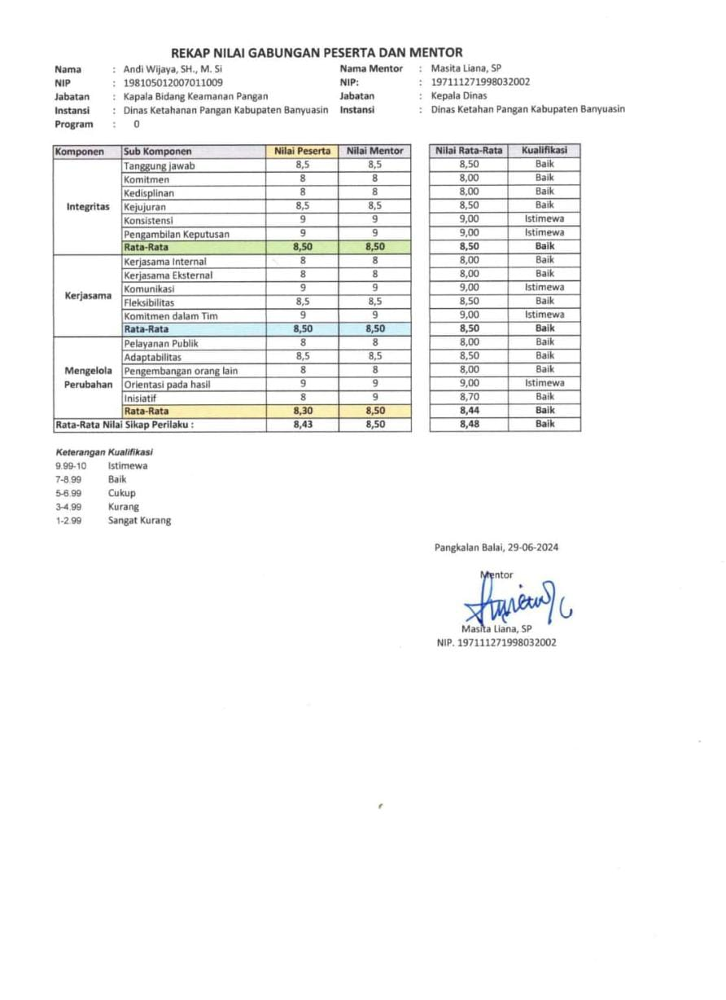 REKAP NILAI GABUNGAN PESERTA DAN MENTOR
Nama : Andi Wijaya, SH., M. Si Nama Mentor : Masita Liana, SP
NIP : 198105012007011009 NIP: : 197111271998032002
Jabatan : Kapala Bidang Keamanan Pangan Jabatan : Kepala Dinas
Instansi : Dinas Ketahanan Pangan Kabupaten Banyuasin Instansi : Dinas Ketahan Pangan Kabupaten Banyuasin
Program : 0
Komponen Sub Komponen Nilai Peserta Nilai Mentor Nilai Rata-Rata Kualifikasi
Tanggung jawab 8,5 8,5 8,50 Baik
Komitmen 8 8 8,00 Baik
Kedisplinan 8 8 8,00 Baik
Integritas Kejujuran 8,5 8,5 8,50 Baik
Konsistensi 9 9 9,00 Istimewa
Pengambilan Keputusan 9 9 9,00 Istimewa
Rata-Rata 8,50 8,50 8,50 Baik
Kerjasama Internal 8 8 8,00 Baik
Kerjasama Eksternal 8 8 8,00 Baik
Komunikasi 9 9 9,00 Istimewa
Kerjasama Fleksibilitas 8,5 8,5 8,50 Baik
Komitmen dalam Tim 9 9 9,00 Istimewa
Rata-Rata 8,50 8,50 8,50 Baik
Pelayanan Publik 8 8 8,00 Baik
Adaptabilitas 8,5 8,5 8,50 Baik
Mengelola Pengembangan orang lain 8 8 8,00 Baik
Perubahan Orientasi pada hasil 9 9 9,00 Istimewa
Inisiatif 8 9 8,70 Baik
Rata-Rata 8,30 8,50 8,44 Baik
Rata-Rata Nilai Sikap Perilaku : 8,43 8,50 8,48 Baik
Keterangan Kualifikasi
9.99-10 Istimewa
7-8.99 Baik
5-6.99 Cukup
3-4.99 Kurang
1-2.99 Sangat Kurang
Pangkalan Balai, 29-06-2024
Mentor
Masita Liana, SP
NIP. 197111271998032002